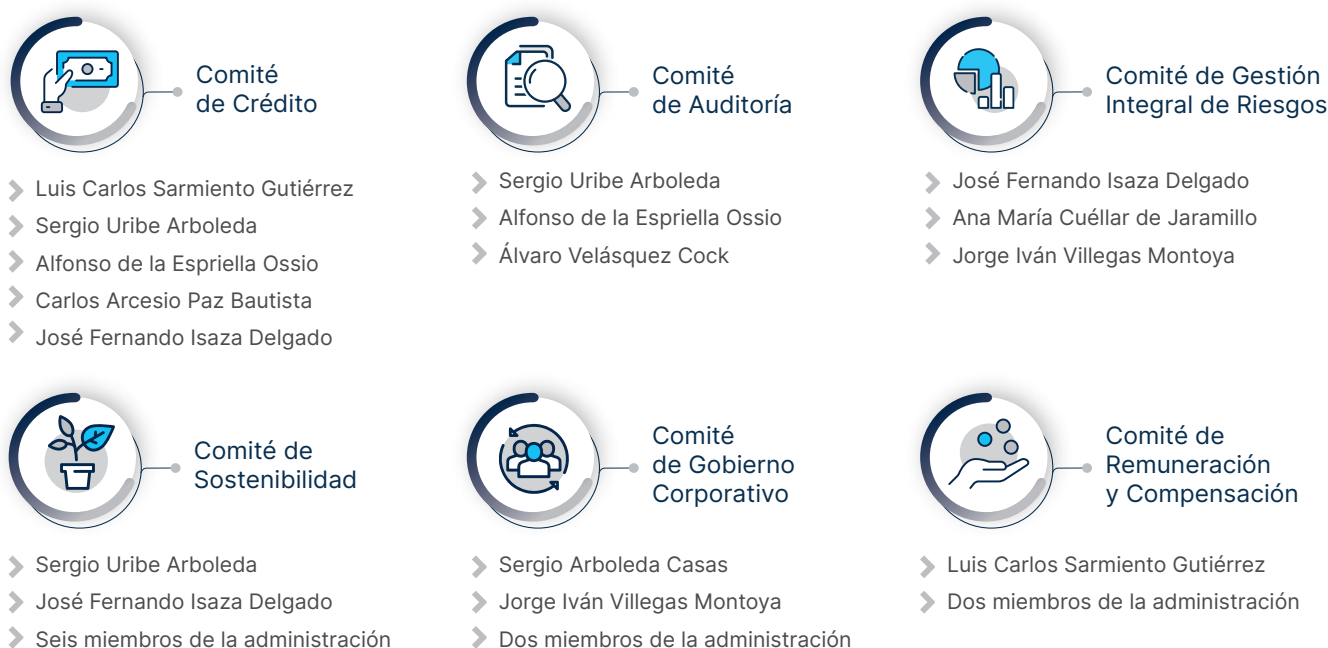 Comité
de Crédito
Luis Carlos Sarmiento Gutiérrez
Sergio Uribe Arboleda
Alfonso de la Espriella Ossio
Carlos Arcesio Paz Bautista
José Fernando Isaza Delgado
Comité
de Auditoría
Sergio Uribe Arboleda
Alfonso de la Espriella Ossio
Álvaro Velásquez Cock
Comité de Gestión
Integral de Riesgos
José Fernando Isaza Delgado
Ana María Cuéllar de Jaramillo
Jorge Iván Villegas Montoya
Comité de
Sostenibilidad
Sergio Uribe Arboleda
José Fernando Isaza Delgado
Seis miembros de la administración
Comité
de Gobierno
Corporativo
Sergio Arboleda Casas
Jorge Iván Villegas Montoya
Dos miembros de la administración
Comité de
Remuneración
y Compensación
Luis Carlos Sarmiento Gutiérrez
Dos miembros de la administración